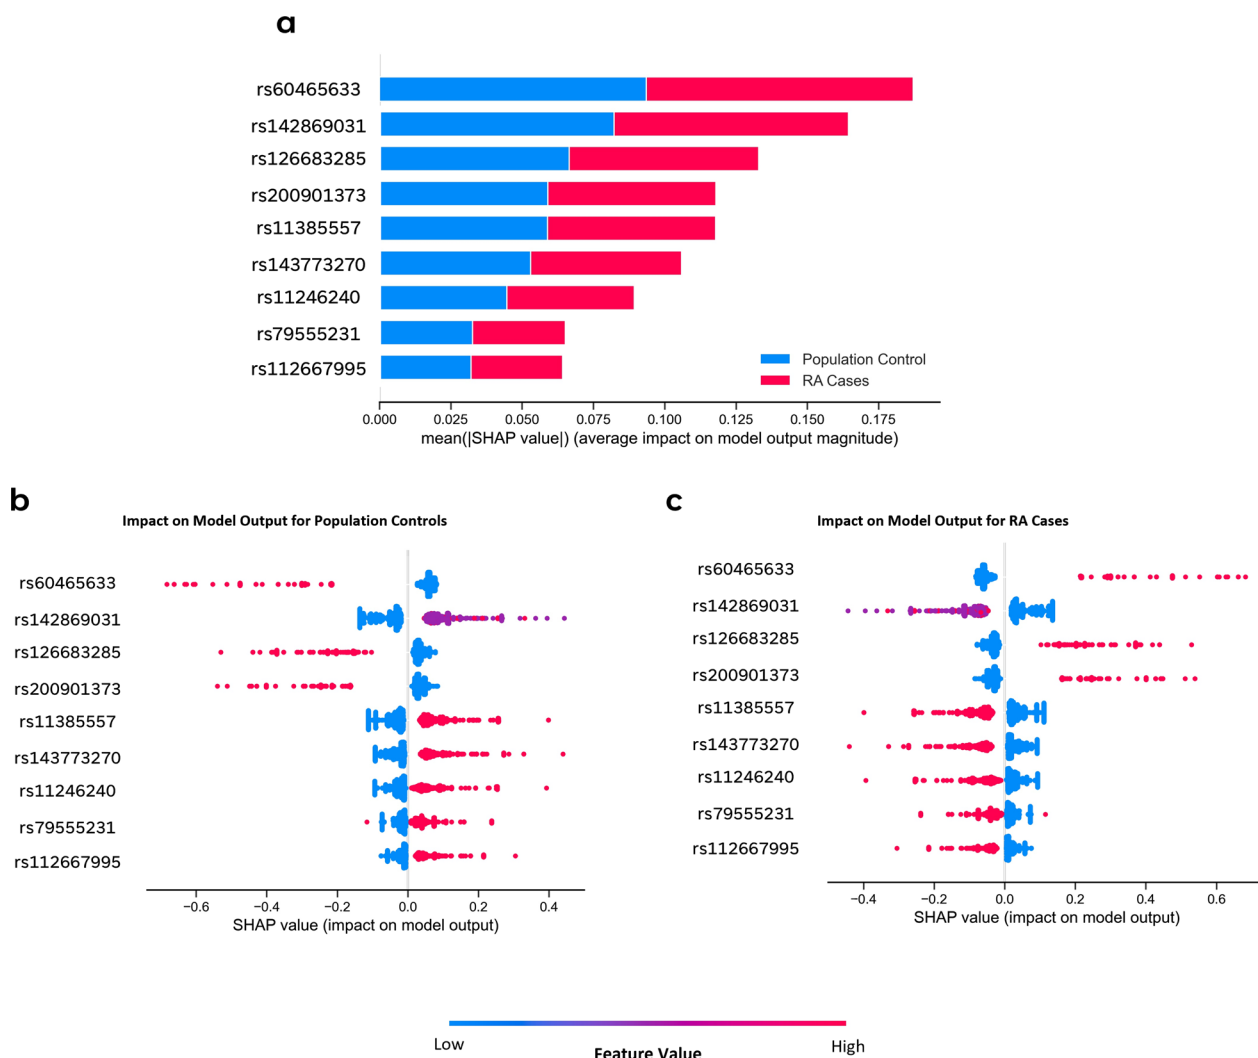 a
rs60465633
rs142869031
rs126683285
rs200901373
rs11385557
rs143773270
rs11246240
rs79555231
rs112667995
Population Control
RA Cases
0.000 0.025 0.050 0.075 0.100 0.125 0.150 0.175
mean(|SHAP value|) (average impact on model output magnitude)
b
Impact on Model Output for Population Controls
rs60465633
rs142869031
rs126683285
rs200901373
rs11385557
rs143773270
rs11246240
rs79555231
rs112667995
−0.6 −0.4 −0.2 0.0 0.2 0.4
SHAP value (impact on model output)
c
Impact on Model Output for RA Cases
rs60465633
rs142869031
rs126683285
rs200901373
rs11385557
rs143773270
rs11246240
rs79555231
rs112667995
−0.4 −0.2 0.0 0.2 0.4 0.6
SHAP value (impact on model output)
Low
High
Feature Value